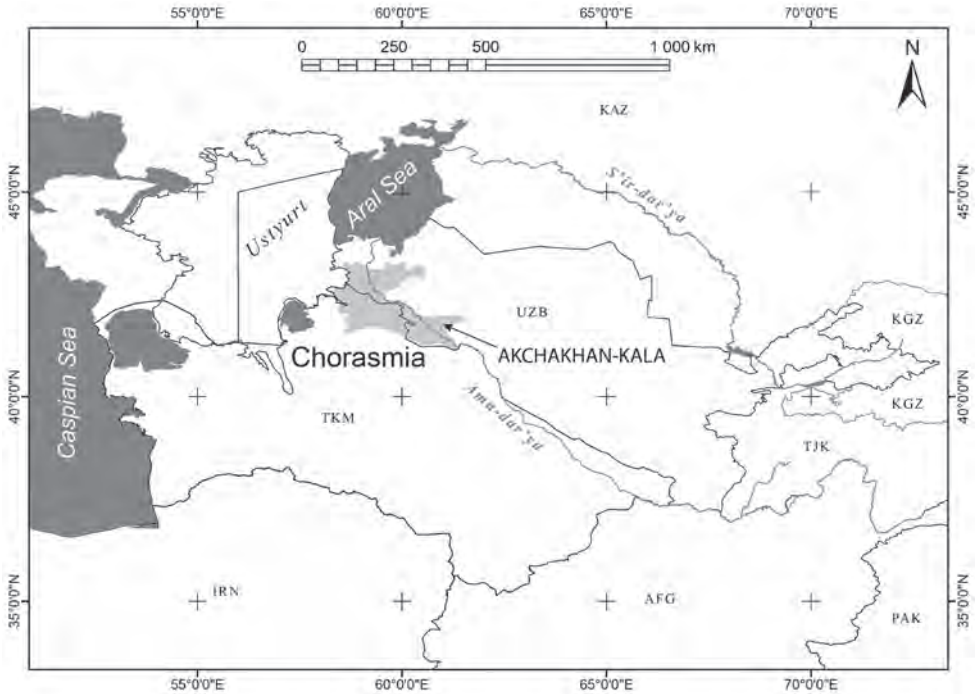 55°0'0"E 60°0'0"E 65°0'0"E 70°0'0"E
0 250 500 1 000 km
N
KAZ
45°0'0"N 45°0'0"N
Aral Sea
S'ir-dar'ya
Ustyurt
UZB
KGZ
AKCHAKHAN-KALA
Chorasmia
Caspian Sea
40°0'0"N 40°0'0"N
KGZ
TKM
Amu-dar'ya
TJK
IRN
AFG
35°0'0"N 35°0'0"N
PAK
55°0'0"E 60°0'0"E 65°0'0"E 70°0'0"E